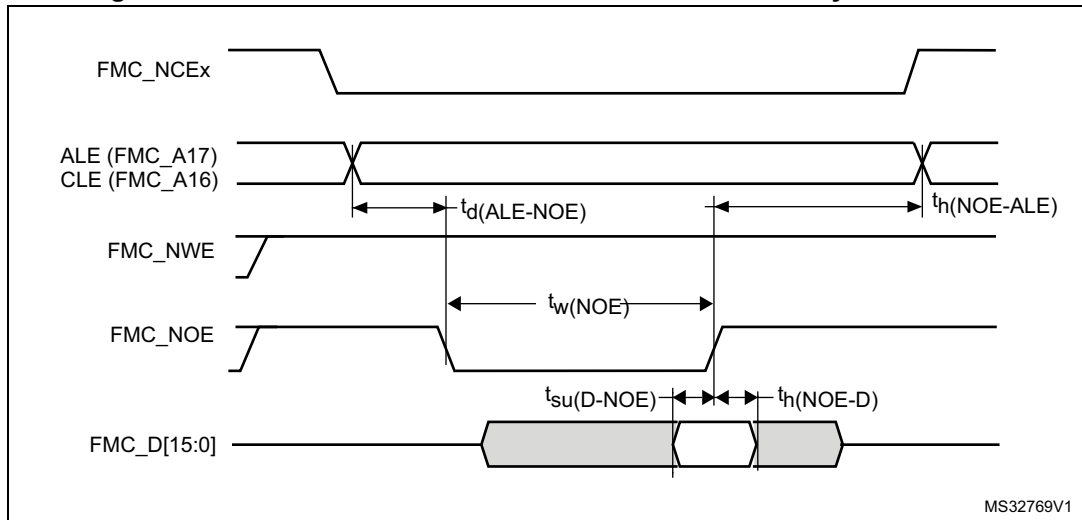 FMC_NCEx
ALE (FMC_A17)
CLE (FMC_A16)
td(ALE-NOE)
th(NOE-ALE)
FMC_NWE
tw(NOE)
FMC_NOE
tsu(D-NOE)
th(NOE-D)
FMC_D[15:0]
MS32769V1